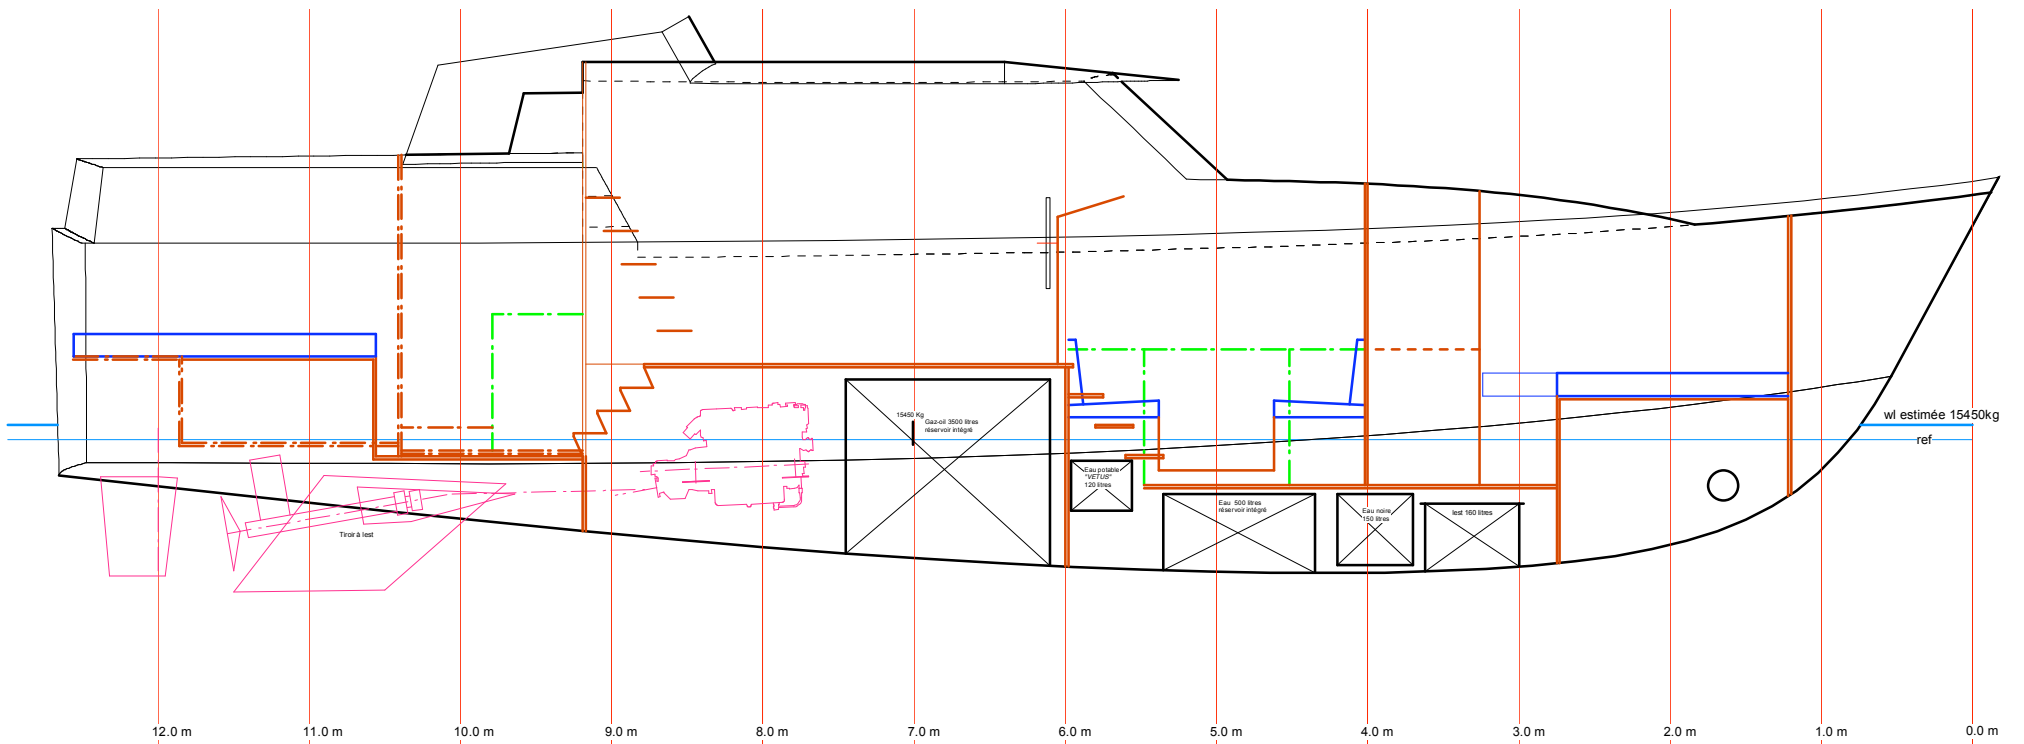 wl estimée 15450kg
ref
15450 Kg
Gaz-oil 3500 litres
réservoir intégré
Eau potable
"VETUS"
120 litres
Eau 500 litres
réservoir intégré
Eau noire
150 litres
lest 160 litres
Tiroir à lest
12.0 m
11.0 m
10.0 m
9.0 m
8.0 m
7.0 m
6.0 m
5.0 m
4.0 m
3.0 m
2.0 m
1.0 m
0.0 m